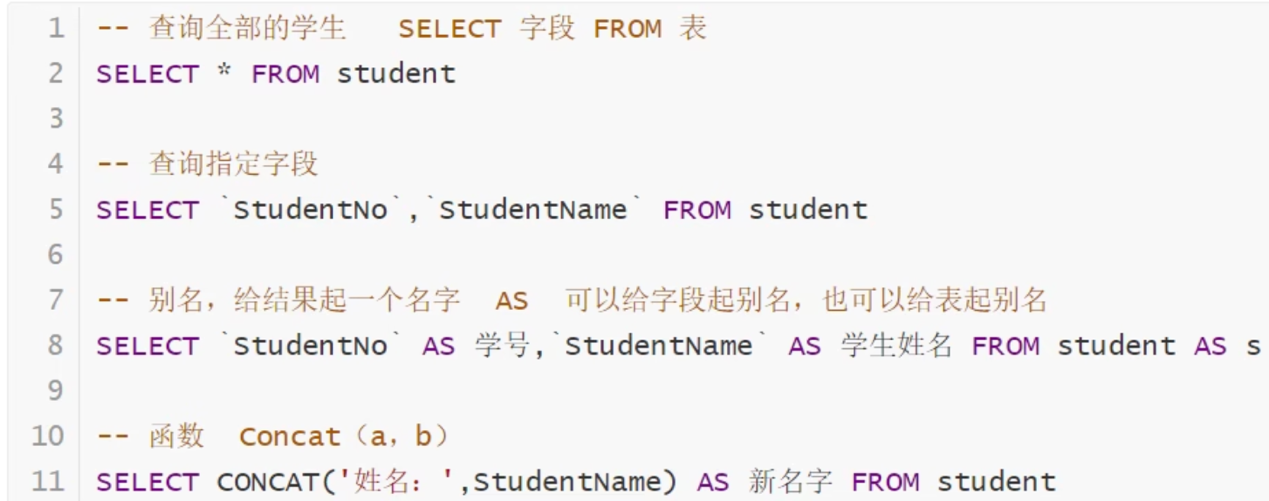 1 -- 查询全部的学生   SELECT 字段 FROM 表
2 SELECT * FROM student
3
4 -- 查询指定字段
5 SELECT `StudentNo`,`StudentName` FROM student
6
7 -- 别名，给结果起一个名字  AS  可以给字段起别名，也可以给表起别名
8 SELECT `StudentNo` AS 学号,`StudentName` AS 学生姓名 FROM student AS s
9
10 -- 函数  Concat（a，b）
11 SELECT CONCAT('姓名：',StudentName) AS 新名字 FROM student